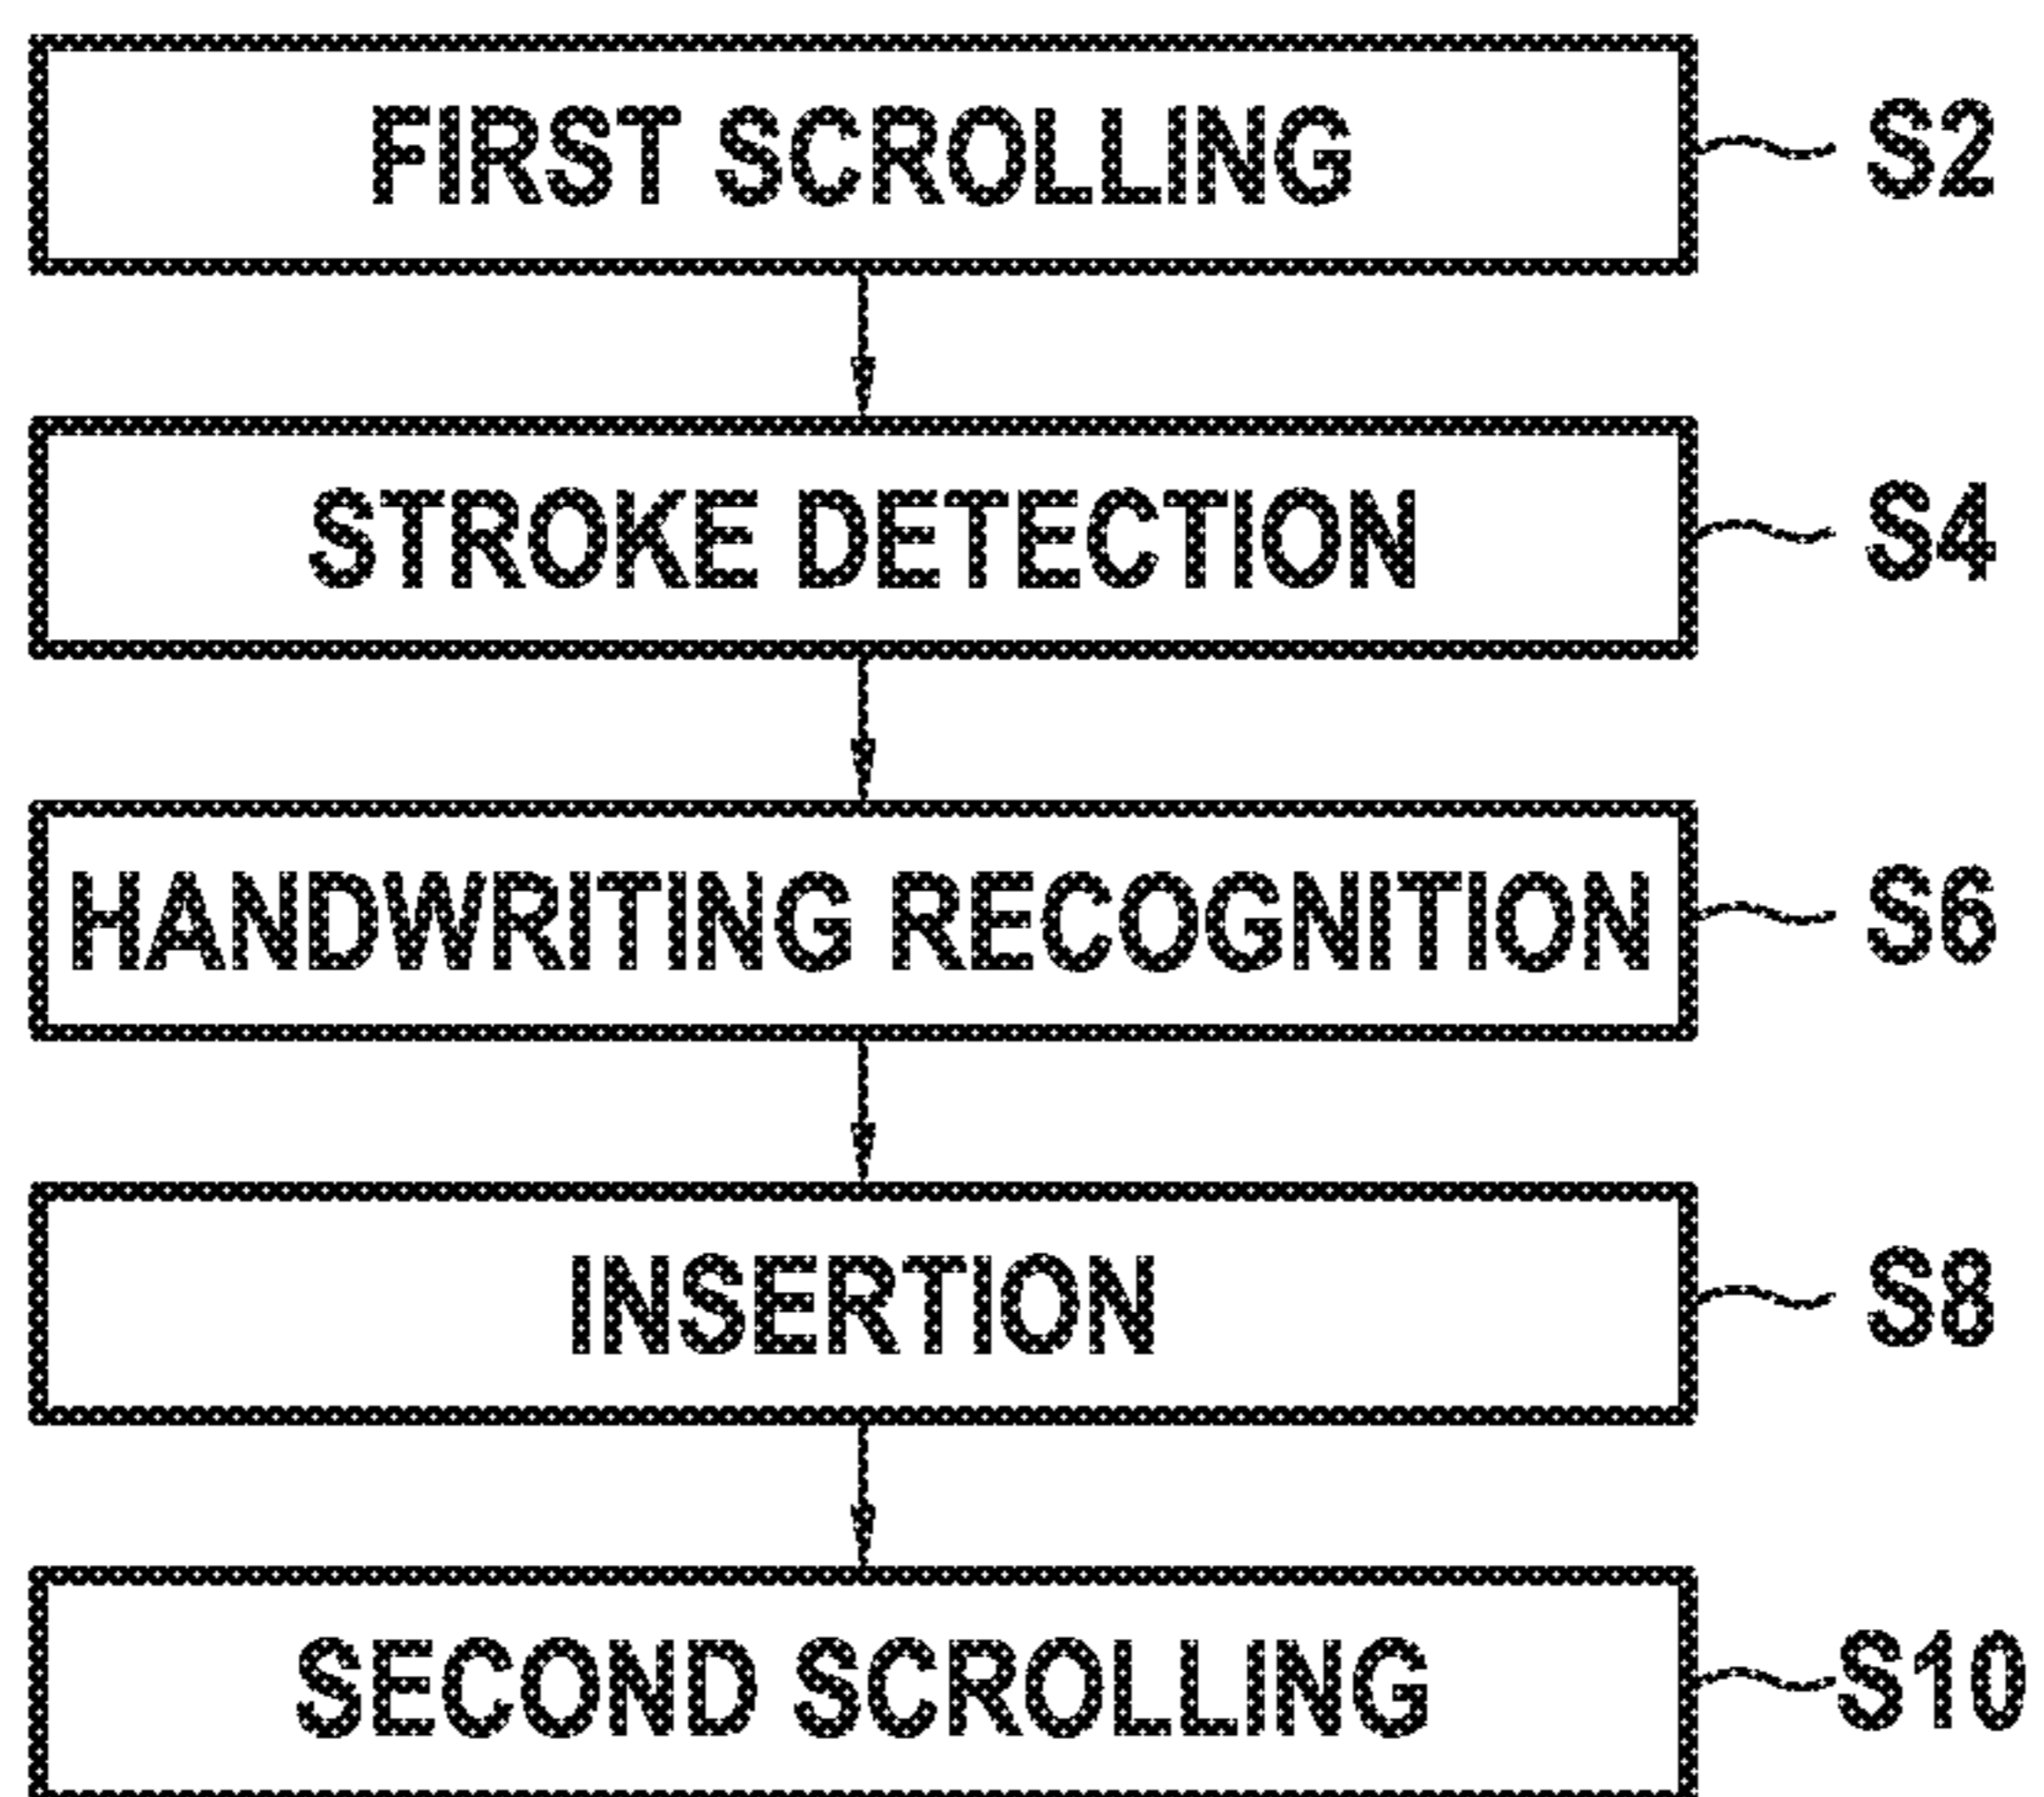 FIRST SCROLLING S2
STROKE DETECTION S4
HANDWRITING RECOGNITION S6
INSERTION S8
SECOND SCROLLING S10